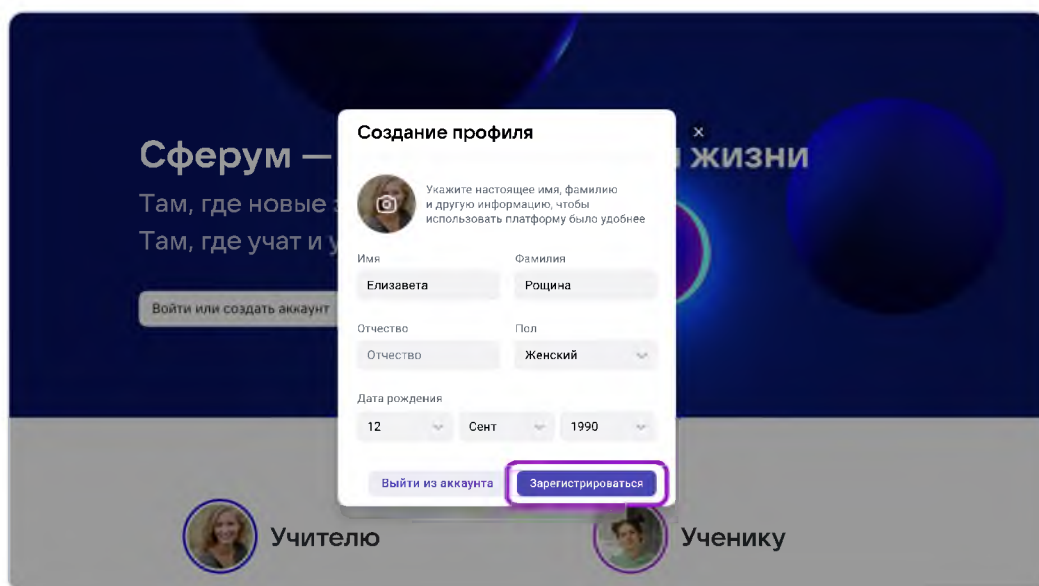 Создание профиля
Сферум —
жизни
Укажите настоящее имя, фамилию
и другую информацию, чтобы
использовать платформу было удобнее
Там, где новые
Там, где учат и у
Имя
Фамилия
Елизавета
Рощина
Войти или создать аккаунт
Отчество
Пол
Отчество
Женский
Дата рождения
12
Сент
1990
Выйти из аккаунта
Зарегистрироваться
Учителю
Ученику